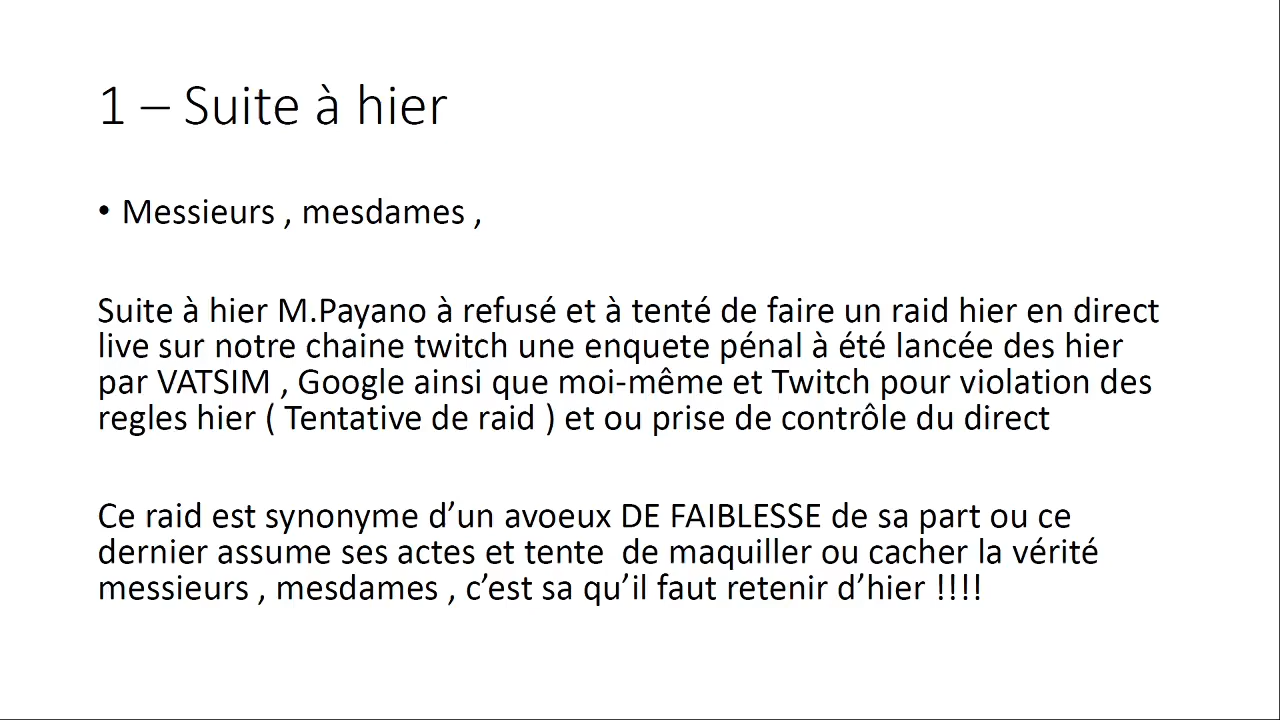 1 – Suite à hier
• Messieurs , mesdames ,
Suite à hier M.Payano à refusé et à tenté de faire un raid hier en direct
live sur notre chaine twitch une enquete pénal à été lancée des hier
par VATSIM , Google ainsi que moi-même et Twitch pour violation des
regles hier ( Tentative de raid ) et ou prise de contrôle du direct
Ce raid est synonyme d’un avoeux DE FAIBLESSE de sa part ou ce
dernier assume ses actes et tente  de maquiller ou cacher la vérité
messieurs , mesdames , c’est sa qu’il faut retenir d’hier !!!!